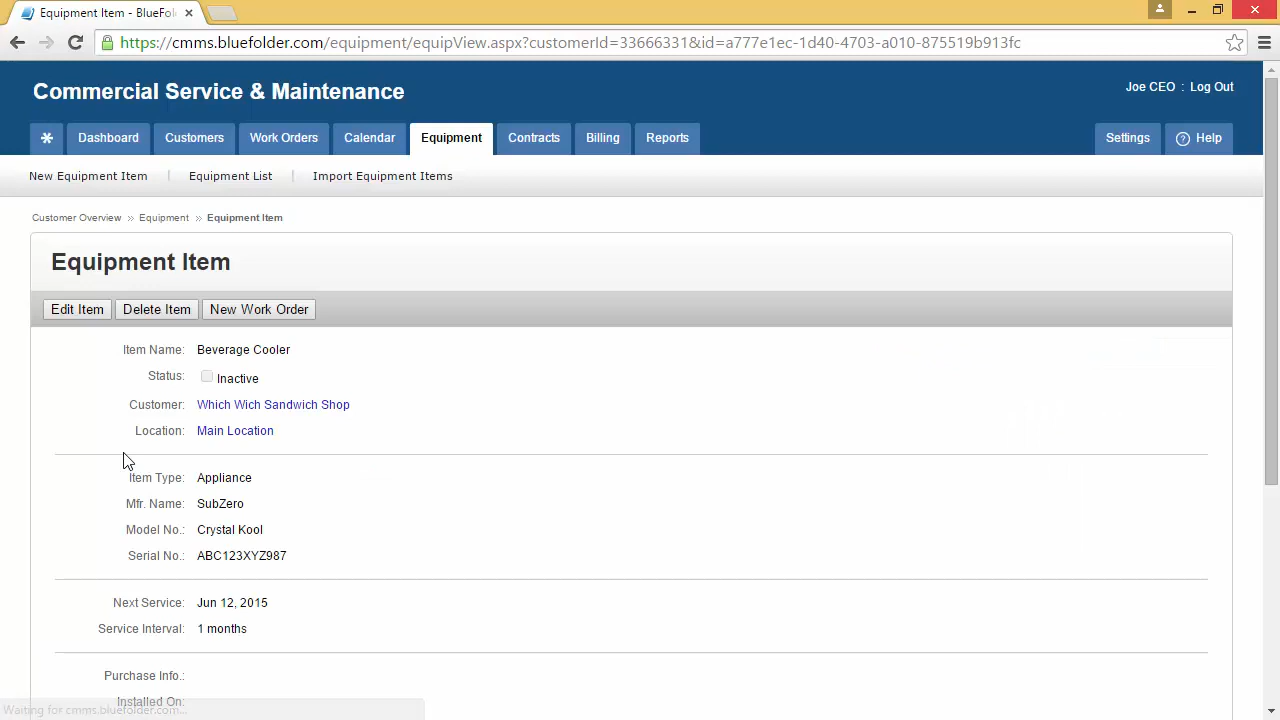 Equipment Item - BlueFol
https://cmms.bluefolder.com/equipment/equipView.aspx?customerId=33666331&id=a777e1ec-1d40-4703-a010-875519b913fc
Commercial Service & Maintenance
Joe CEO : Log Out
Dashboard Customers Work Orders Calendar Equipment Contracts Billing Reports Settings ? Help
New Equipment Item | Equipment List | Import Equipment Items
Customer Overview » Equipment » Equipment Item
Equipment Item
Edit Item Delete Item New Work Order
Item Name: Beverage Cooler
Status: Inactive
Customer: Which Wich Sandwich Shop
Location: Main Location
Item Type: Appliance
Mfr. Name: SubZero
Model No.: Crystal Kool
Serial No.: ABC123XYZ987
Next Service: Jun 12, 2015
Service Interval: 1 months
Purchase Info.:
Installed On:
Waiting for cmms.bluefolder.com...